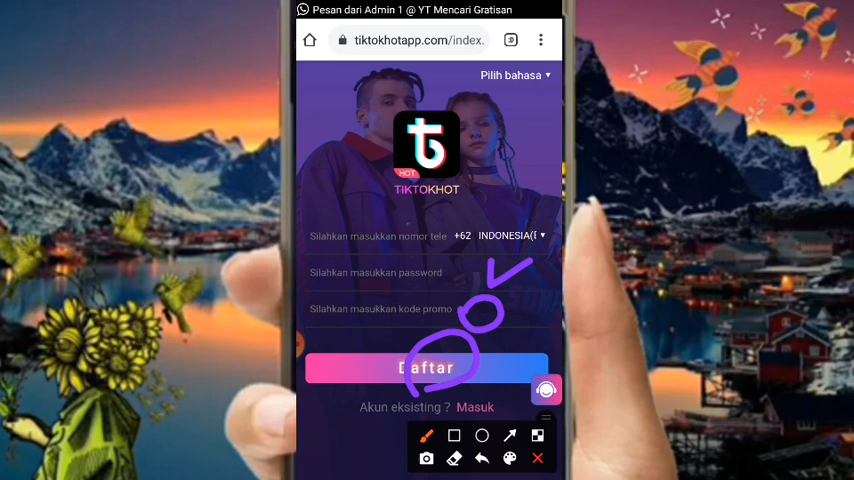 Pesan dari Admin 1 @ YT Mencari Gratisan
tiktokhotapp.com/index.
Pilih bahasa
HOT
TiKTOKHOT
Silahkan masukkan nomor tele +62 INDONESIA(
Silahkan masukkan password
Silahkan masukkan kode promo
Daftar
Akun eksisting ? Masuk